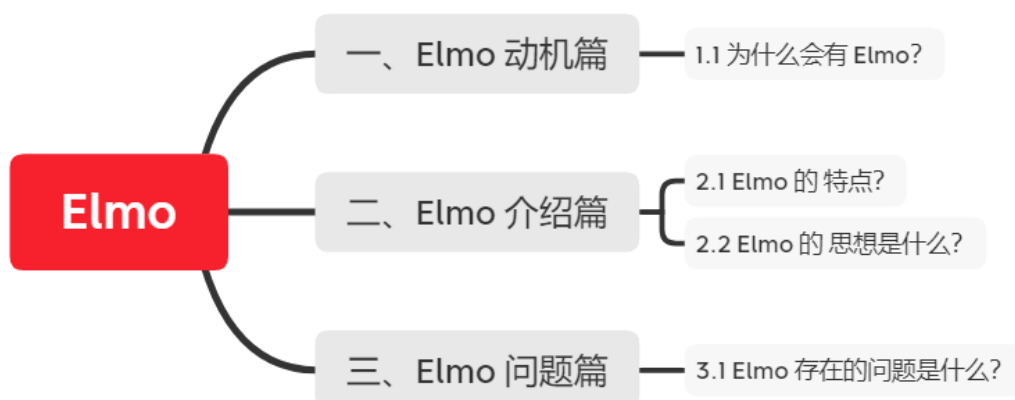 Elmo
一、Elmo 动机篇
1.1 为什么会有 Elmo？
二、Elmo 介绍篇
2.1 Elmo 的 特点？
2.2 Elmo 的 思想是什么？
三、Elmo 问题篇
3.1 Elmo 存在的问题是什么？